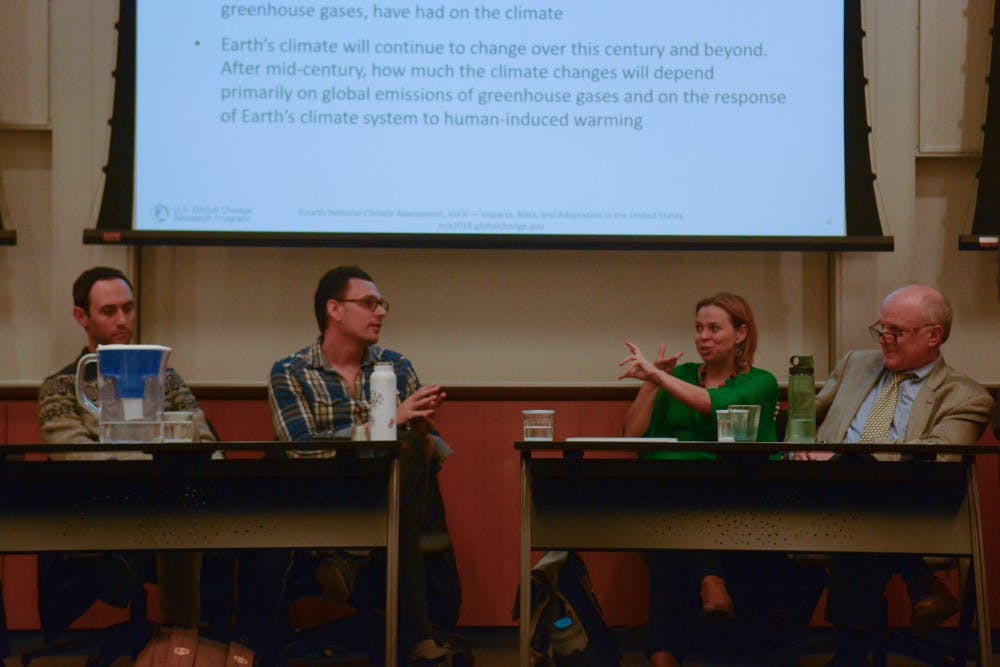 greenhouse gases, have had on the climate
• Earth's climate will continue to change over this century and beyond.
After mid-century, how much the climate changes will depend
primarily on global emissions of greenhouse gases and on the response
of Earth's climate system to human-induced warming
U.S. Global Change
Research Program
Fourth National Climate Assessment, Vol II — Impacts, Risks, and Adaptation in the United States
nca2018.globalchange.gov
4